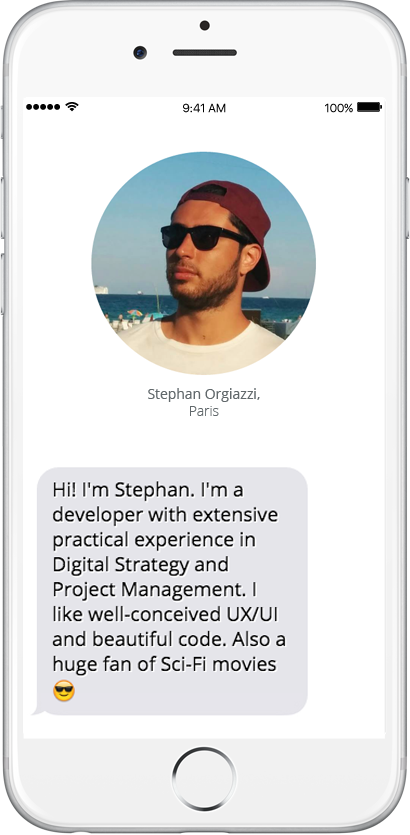 9:41 AM
100%
Stephan Orgiazzi,
Paris
Hi! I'm Stephan. I'm a
developer with extensive
practical experience in
Digital Strategy and
Project Management. I
like well-conceived UX/UI
and beautiful code. Also a
huge fan of Sci-Fi movies
😎